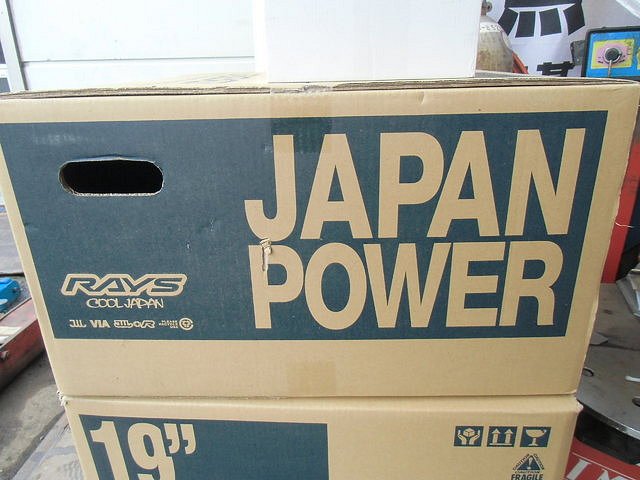 JAPAN
POWER
RAYS
COOL JAPAN
VIA
19”
FRAGILE